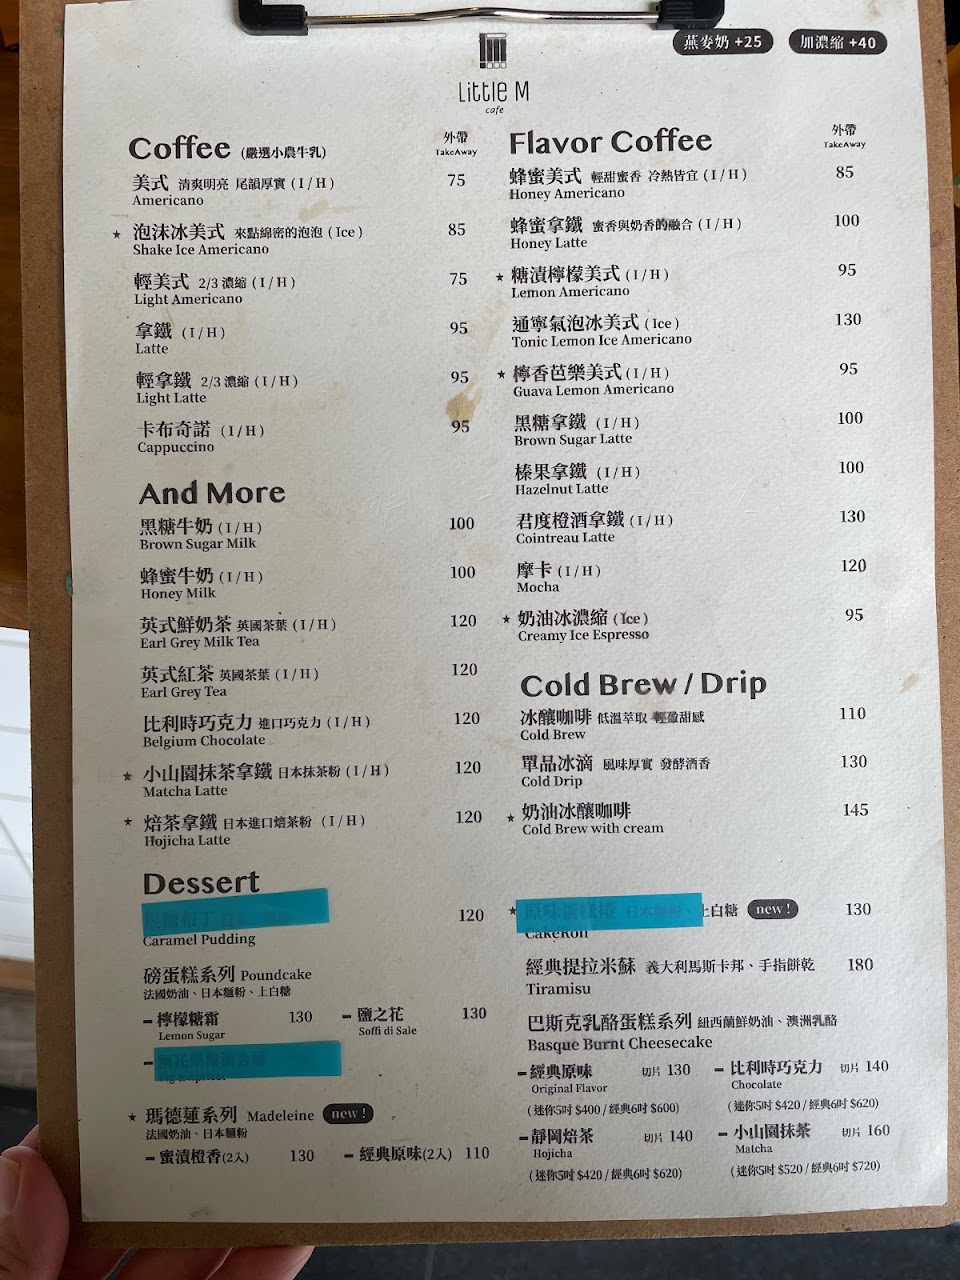 燕麥奶 +25
加濃縮 +40
Little M
cafe
Coffee (嚴選小農牛乳)
外帶
TakeAway
美式 清爽明亮 尾韻厚實 ( I / H ) 75
Americano
★ 泡沫冰美式 來點綿密的泡泡 ( Ice ) 85
Shake Ice Americano
輕美式 2/3 濃縮 ( I / H ) 75
Light Americano
拿鐵 ( I / H ) 95
Latte
輕拿鐵 2/3 濃縮 ( I / H ) 95
Light Latte
卡布奇諾 ( I / H ) 95
Cappuccino
And More
黑糖牛奶 ( I / H ) 100
Brown Sugar Milk
蜂蜜牛奶 ( I / H ) 100
Honey Milk
英式鮮奶茶 英國茶葉 ( I / H ) 120
Earl Grey Milk Tea
英式紅茶 英國茶葉 ( I / H ) 120
Earl Grey Tea
比利時巧克力 進口巧克力 ( I / H ) 120
Belgium Chocolate
★ 小山園抹茶拿鐵 日本抹茶粉 ( I / H ) 120
Matcha Latte
★ 焙茶拿鐵 日本進口焙茶粉 ( I / H ) 120
Hojicha Latte
Flavor Coffee
外帶
TakeAway
蜂蜜美式 輕甜蜜香 冷熱皆宜 ( I / H ) 85
Honey Americano
蜂蜜拿鐵 蜜香與奶香的融合 ( I / H ) 100
Honey Latte
★ 糖漬檸檬美式 ( I / H ) 95
Lemon Americano
通寧氣泡冰美式 ( Ice ) 130
Tonic Lemon Ice Americano
★ 檸香芭樂美式 ( I / H ) 95
Guava Lemon Americano
黑糖拿鐵 ( I / H ) 100
Brown Sugar Latte
榛果拿鐵 ( I / H ) 100
Hazelnut Latte
君度橙酒拿鐵 ( I / H ) 130
Cointreau Latte
摩卡 ( I / H ) 120
Mocha
★ 奶油冰濃縮 ( Ice ) 95
Creamy Ice Espresso
Cold Brew / Drip
冰釀咖啡 低溫萃取 輕盈甜感 110
Cold Brew
單品冰滴 風味厚實 發酵酒香 130
Cold Drip
★ 奶油冰釀咖啡 145
Cold Brew with cream
Dessert
120
Caramel Pudding
磅蛋糕系列 Poundcake
法國奶油、日本麵粉、上白糖
– 檸檬糖霜 130
Lemon Sugar
– 鹽之花 130
Soffi di Sale
★ 瑪德蓮系列 Madeleine new !
法國奶油、日本麵粉
– 蜜漬橙香(2入) 130
– 經典原味(2入) 110
★ 原味蛋糕捲 日本麵粉、上白糖 new ! 130
CakeRoll
經典提拉米蘇 義大利馬斯卡邦、手指餅乾 180
Tiramisu
巴斯克乳酪蛋糕系列 紐西蘭鮮奶油、澳洲乳酪
Basque Burnt Cheesecake
– 經典原味 切片 130
Original Flavor
( 迷你5吋 $400 / 經典6吋 $600)
– 比利時巧克力 切片 140
Chocolate
( 迷你5吋 $420 / 經典6吋 $620)
– 靜岡焙茶 切片 140
Hojicha
( 迷你5吋 $420 / 經典6吋 $620)
– 小山園抹茶 切片 160
Matcha
( 迷你5吋 $520 / 經典6吋 $720)